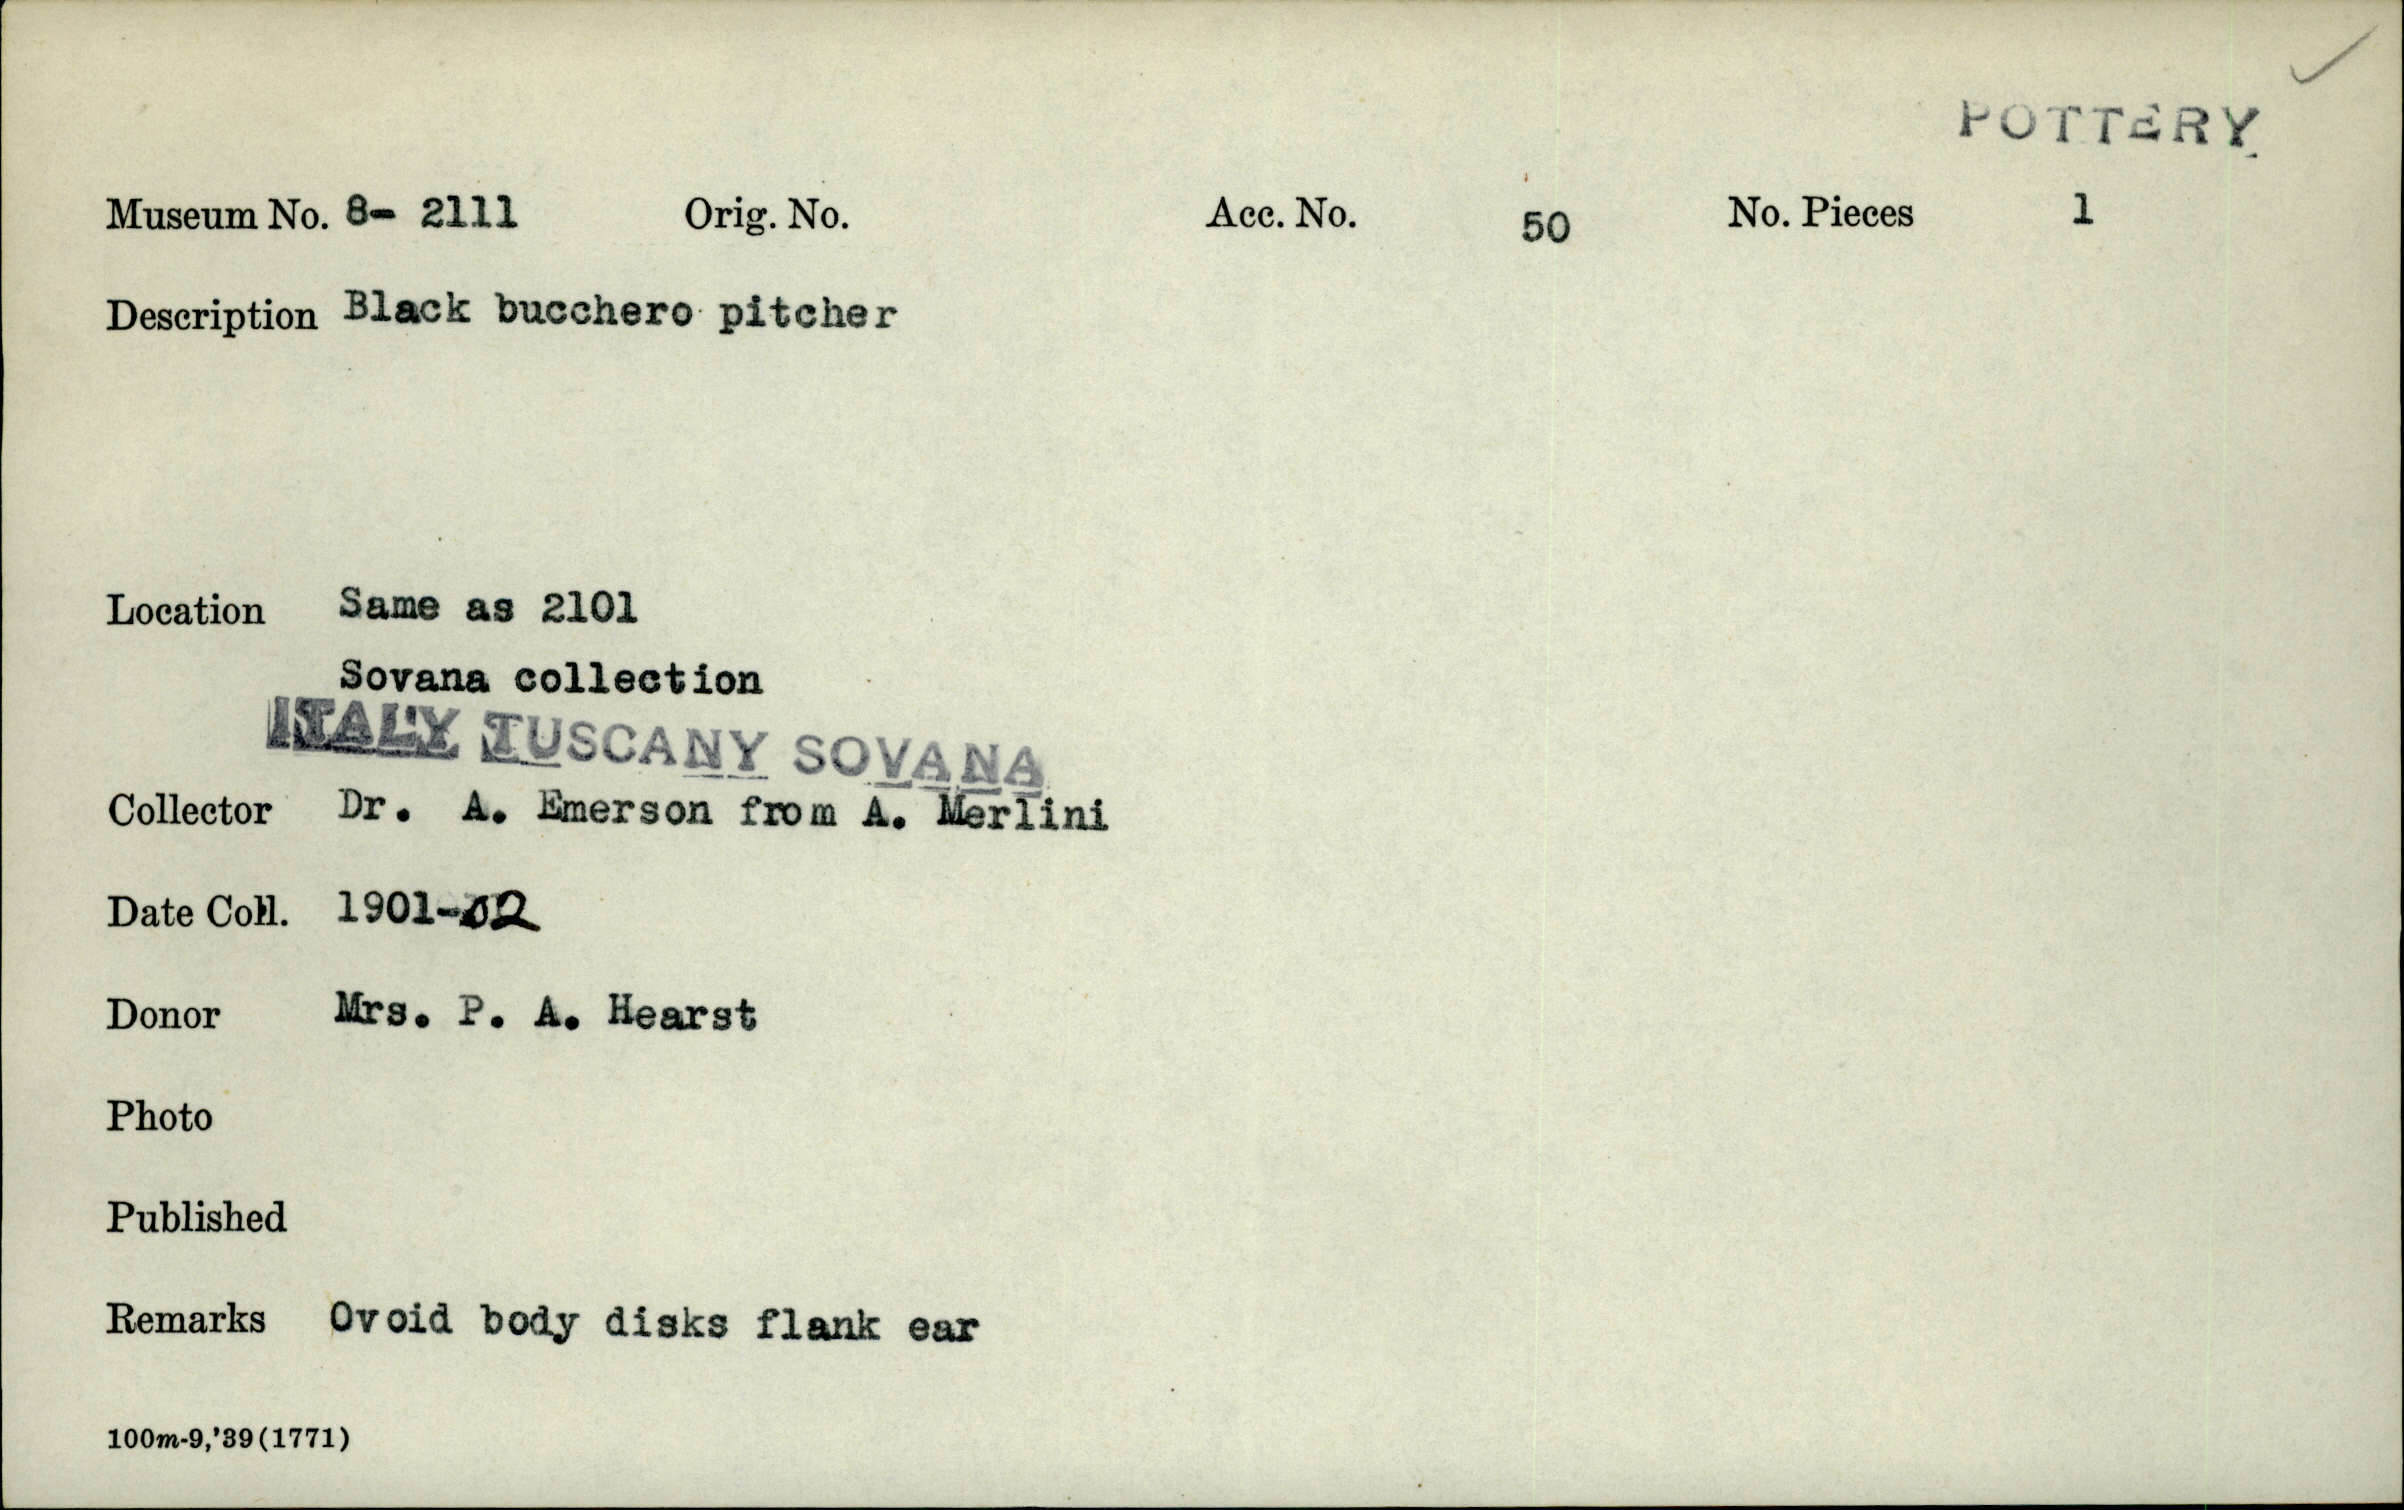 POTTERY
Museum No. 8- 2111 Orig. No. Acc. No. 50 No. Pieces 1
Description Black bucchero pitcher
Location Same as 2101
Sovana collection
ITALY TUSCANY SOVANA
Collector Dr. A. Emerson from A. Merlini
Date Coll. 1901-02
Donor Mrs. P. A. Hearst
Photo
Published
Remarks Ovoid body disks flank ear
100m-9,'39(1771)